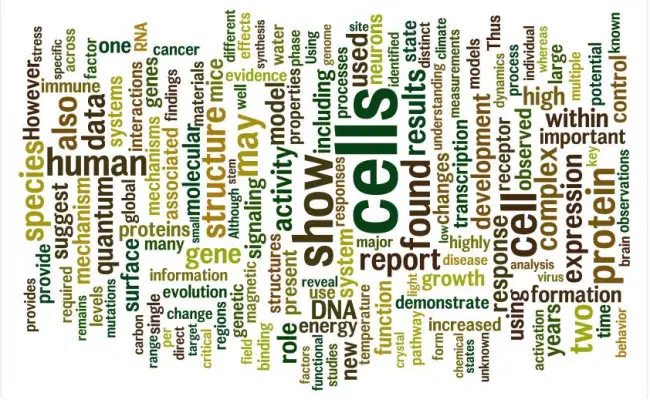 stress
specific
across
factor
one
cancer
RNA
different
effects
synthesis
water
phase
Using
genome
site
used
neurons
identified
state
distinct
climate
measurements
Thus
individual
whereas
multiple
potential
known
However
immune
systems
interactions
genes
findings
materials
mice
evidence
well
model
properties
processes
including
results
understanding
models
dynamics
process
high
large
control
also
data
mechanisms
associated
molecular
structure
may
activity
show
cells
found
changes
transcription
development
receptor
observed
within
important
species
human
suggest
mechanism
quantum
global
small
Although
stem
signaling
responses
low
highly
response
cell
complex
expression
protein
key
brain
observations
provide
required
levels
proteins
many
surface
gene
structures
present
system
major
report
disease
growth
analysis
virus
provides
remains
mutations
information
evolution
genetic
magnetic
reveal
use
DNA
energy
temperature
function
light
demonstrate
using
formation
two
carbon
range
single
direct
per
change
target
critical
regions
field
binding
role
factors
functional
studies
new
crystal
pathway
form
increased
chemical
states
unknown
activation
years
time
behavior